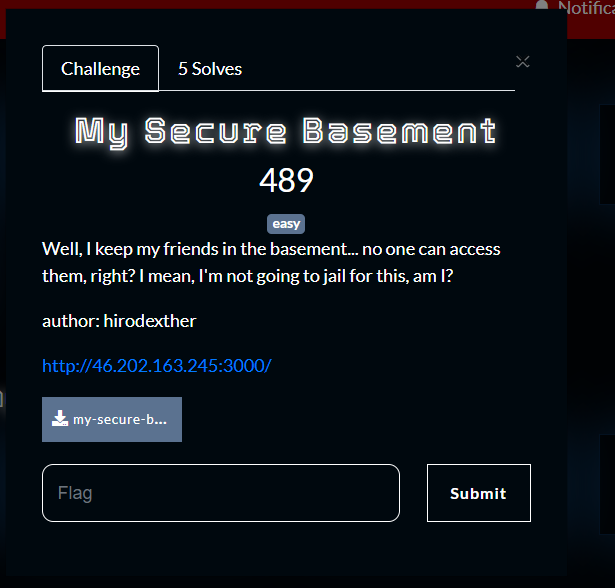 Notifica
Challenge
5 Solves
My Secure Basement
489
easy
Well, I keep my friends in the basement... no one can access
them, right? I mean, I'm not going to jail for this, am I?
author: hirodexther
http://46.202.163.245:3000/
my-secure-b...
Flag
Submit